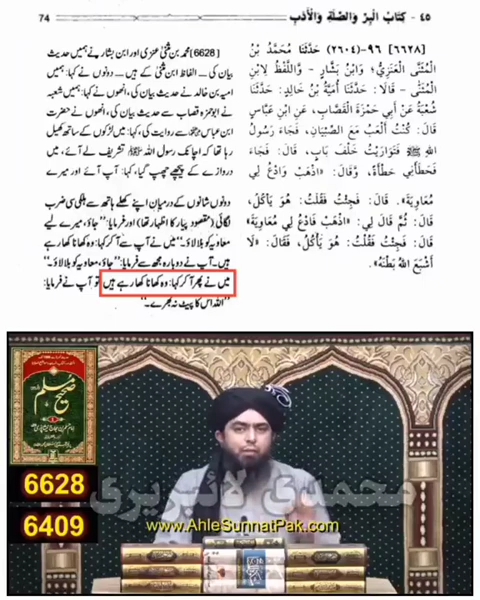 ٤٥ - كِتَابُ الْبِرِّ وَالصِّلَةِ وَالْأَدَبِ
74
[٦٦٢٨] ٩٦-(٢٦٠٤) حَدَّثَنَا مُحَمَّدُ بْنُ
الْمُثَنَّى الْعَنَزِيُّ؛ وَابْنُ بَشَّارٍ - وَاللَّفْظُ لِابْنِ
الْمُثَنَّى - قَالَا: حَدَّثَنَا أُمَيَّةُ بْنُ خَالِدٍ: حَدَّثَنَا
شُعْبَةُ عَنْ أَبِي حَمْزَةَ الْقَصَّابِ، عَنِ ابْنِ عَبَّاسٍ
قَالَ: كُنْتُ أَلْعَبُ مَعَ الصِّبْيَانِ، فَجَاءَ رَسُولُ
اللهِ ﷺ فَتَوَارَيْتُ خَلْفَ بَابٍ، قَالَ: فَجَاءَ
فَحَطَأَنِي حَطْأَةً، وَقَالَ: «اذْهَبْ وَادْعُ لِي
مُعَاوِيَةَ». قَالَ: فَجِئْتُ فَقُلْتُ: هُوَ يَأْكُلُ،
قَالَ: ثُمَّ قَالَ لِي: «اذْهَبْ فَادْعُ لِي مُعَاوِيَةَ»
قَالَ: فَجِئْتُ فَقُلْتُ: هُوَ يَأْكُلُ، فَقَالَ: «لَا
أَشْبَعَ اللهُ بَطْنَهُ».
[6628] محمد بن مثنیٰ عنزی اور ابن بشار نے ہمیں حدیث
بیان کی ۔ الفاظ ابن مثنیٰ کے ہیں ۔ دونوں نے کہا: ہمیں
امیہ بن خالد نے حدیث بیان کی، انھوں نے کہا: ہمیں شعبہ
نے ابوحمزہ قصاب سے حدیث بیان کی، انھوں نے حضرت
ابن عباس سے روایت کی، کہا: میں لڑکوں کے ساتھ کھیل
رہا تھا کہ اچانک رسول اللہ ﷺ تشریف لے آئے، میں
دروازے کے پیچھے چھپ گیا، کہا: آپ آئے اور میرے
دونوں شانوں کے درمیان اپنے کھلے ہاتھ سے ہلکی سی ضرب
لگائی (مقصود پیار کا اظہار تھا) اور فرمایا: "جاؤ، میرے لیے
معاویہ کو بلا لاؤ۔" میں نے آپ سے آ کر کہا: وہ کھانا کھا رہے
ہیں۔ آپ نے دوبارہ مجھ سے فرمایا: "جاؤ، معاویہ کو بلا لاؤ۔"
میں نے پھر آ کر کہا: وہ کھانا کھا رہے ہیں تو آپ نے فرمایا:
"اللہ اس کا پیٹ نہ بھرے۔"
صحیح مسلم
6628
6409
محمدی لائبریری
www.AhleSunnatPak.com